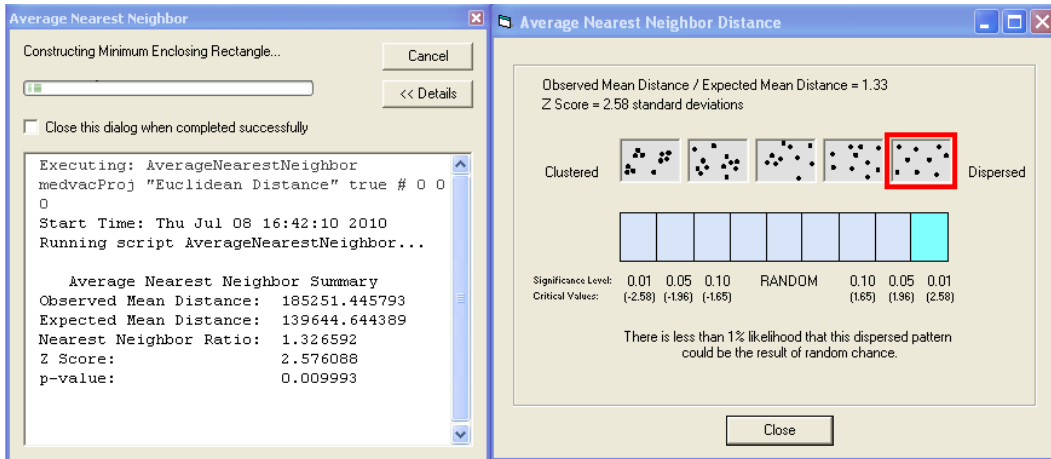 Average Nearest Neighbor
Constructing Minimum Enclosing Rectangle...
Cancel
<< Details
Close this dialog when completed successfully
Executing: AverageNearestNeighbor
medvacProj "Euclidean Distance" true # 0 0
0
Start Time: Thu Jul 08 16:42:10 2010
Running script AverageNearestNeighbor...
Average Nearest Neighbor Summary
Observed Mean Distance: 185251.445793
Expected Mean Distance: 139644.644389
Nearest Neighbor Ratio: 1.326592
Z Score: 2.576088
p-value: 0.009993
Average Nearest Neighbor Distance
Observed Mean Distance / Expected Mean Distance = 1.33
Z Score = 2.58 standard deviations
Clustered
Dispersed
Significance Level: 0.01 0.05 0.10 RANDOM 0.10 0.05 0.01
Critical Values: (-2.58) (-1.96) (-1.65) (1.65) (1.96) (2.58)
There is less than 1% likelihood that this dispersed pattern
could be the result of random chance.
Close